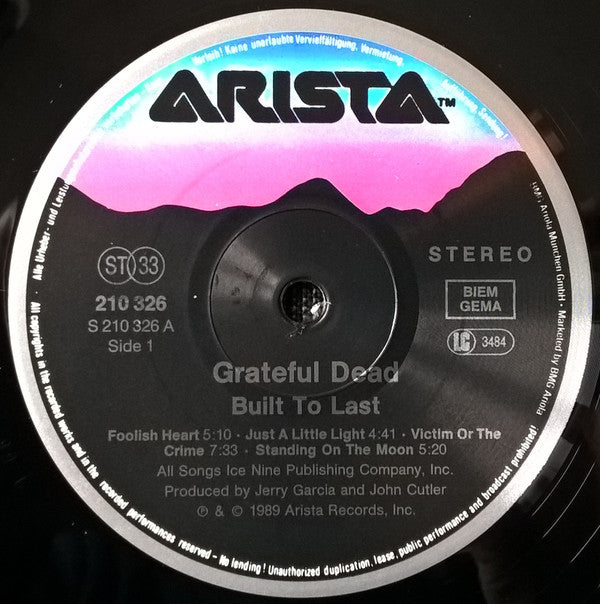 Vorsicht! Keine unerlaubte Vervielfältigung, Vermietung,
ARISTA™
STEREO
ST 33
210 326
S 210 326 A
Side 1
BIEM
GEMA
LC 3484
Grateful Dead
Built To Last
Foolish Heart 5:10 · Just A Little Light 4:41 · Victim Or The
Crime 7:33 · Standing On The Moon 5:20
All Songs Ice Nine Publishing Company, Inc.
Produced by Jerry Garcia and John Cutler
℗ & © 1989 Arista Records, Inc.
Alle Urheber- und Leistungs
BMG Ariola München GmbH · Marketed by BMG Ariola
All copyrights in the recorded works and in the recorded performances reserved – No lending! Unauthorized duplication, lease, public performance and broadcast prohibited!